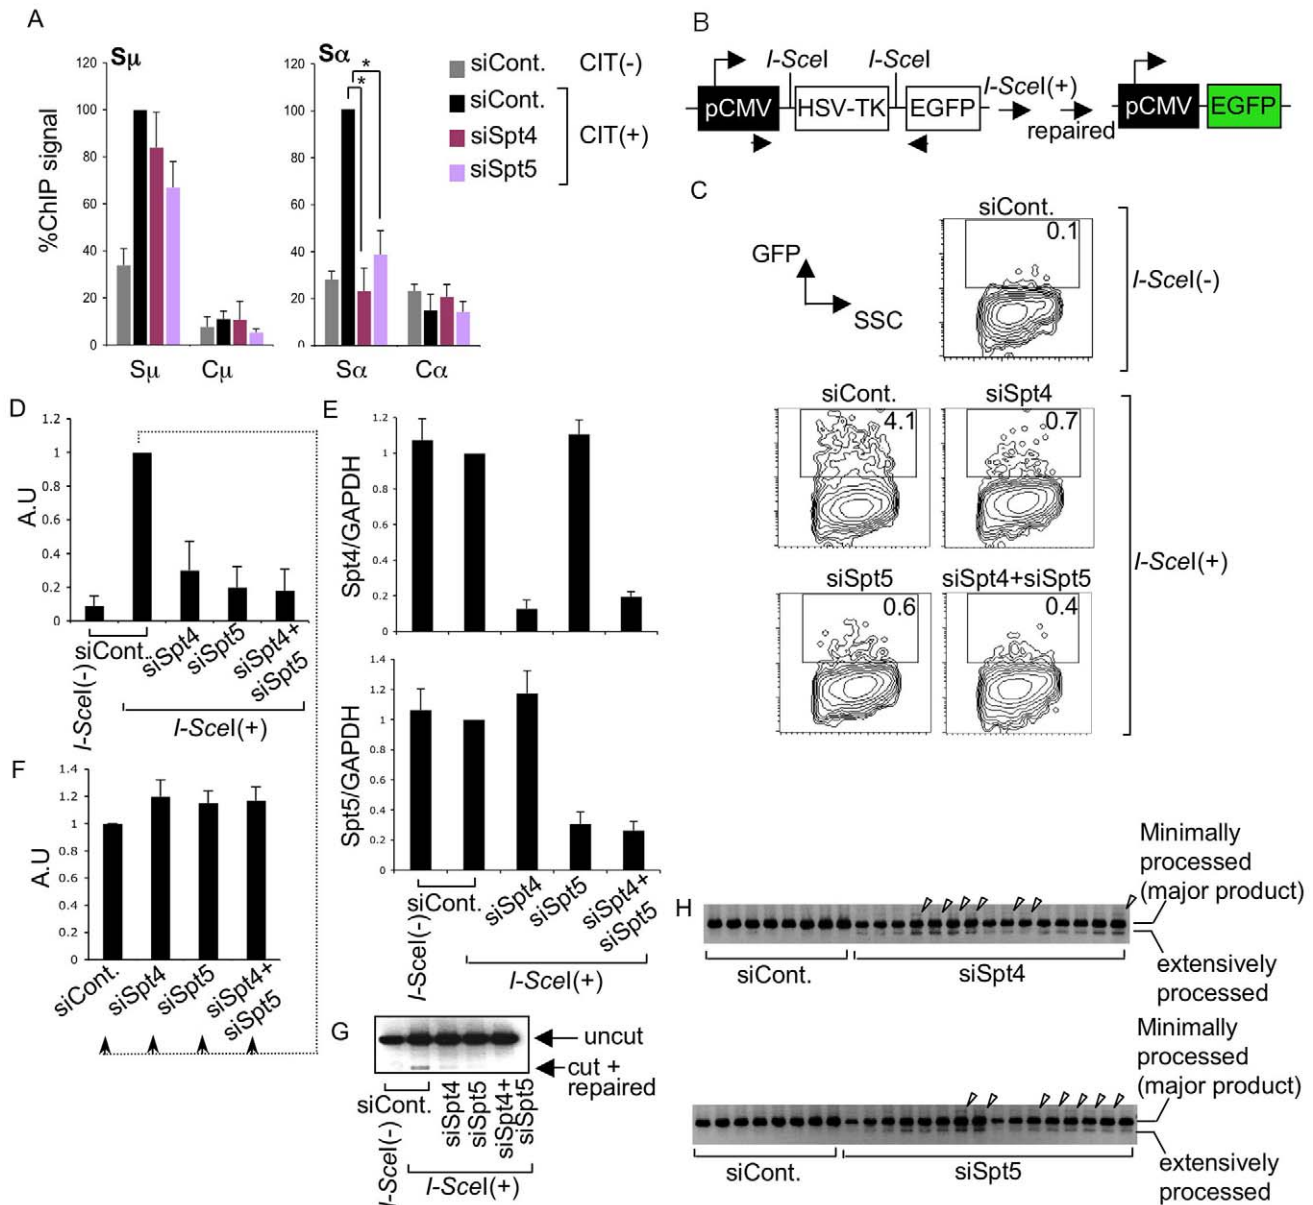 A
Sμ
Sα
%ChIP signal
120
100
80
60
40
20
0
Sμ
Cμ
*
*
120
100
80
60
40
20
0
Sα
Cα
siCont. CIT(-)
siCont.
siSpt4
siSpt5
CIT(+)
B
I-SceI
I-SceI
pCMV
HSV-TK
EGFP
I-SceI(+)
repaired
pCMV
EGFP
C
GFP
SSC
siCont.
0.1
I-SceI(-)
siCont.
4.1
siSpt4
0.7
siSpt5
0.6
siSpt4+siSpt5
0.4
I-SceI(+)
D
A.U
1.2
1
0.8
0.6
0.4
0.2
0
siCont..
siSpt4
siSpt5
siSpt4+
siSpt5
I-SceI(-)
I-SceI(+)
E
Spt4/GAPDH
1.2
1
0.8
0.6
0.4
0.2
0
Spt5/GAPDH
1.4
1.2
1
0.8
0.6
0.4
0.2
0
siCont.
siSpt4
siSpt5
siSpt4+
siSpt5
I-SceI(-)
I-SceI(+)
F
A.U
1.4
1.2
1
0.8
0.6
0.4
0.2
0
siCont.
siSpt4
siSpt5
siSpt4+
siSpt5
G
uncut
cut +
repaired
siCont.
siSpt4
siSpt5
siSpt4+
siSpt5
I-SceI(-)
I-SceI(+)
H
siCont.
siSpt4
Minimally
processed
(major product)
extensively
processed
siCont.
siSpt5
Minimally
processed
(major product)
extensively
processed